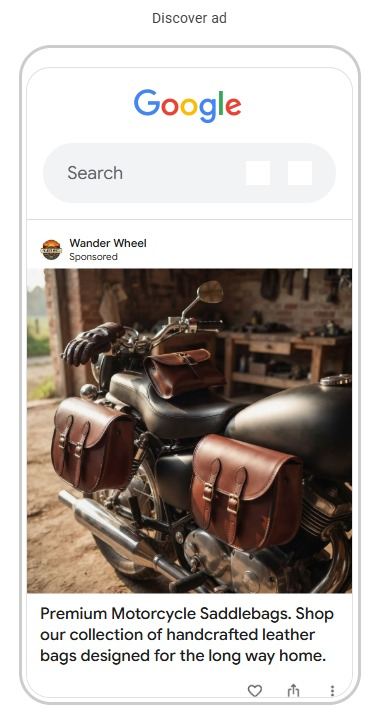 Discover ad
Google
Search
Wander Wheel
Sponsored
Premium Motorcycle Saddlebags. Shop
our collection of handcrafted leather
bags designed for the long way home.